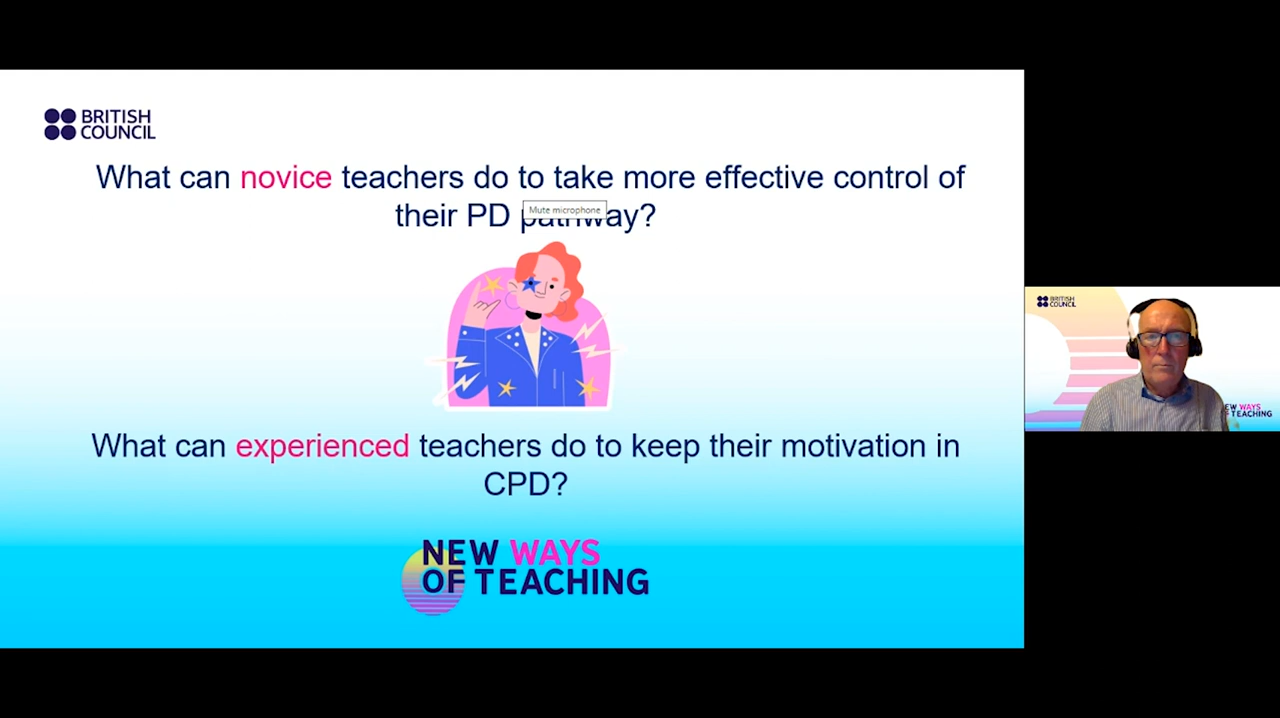 BRITISH
COUNCIL
What can novice teachers do to take more effective control of
their PD pathway?
Mute microphone
What can experienced teachers do to keep their motivation in
CPD?
NEW WAYS
OF TEACHING
BRITISH
COUNCIL
EW WAYS
TEACHING